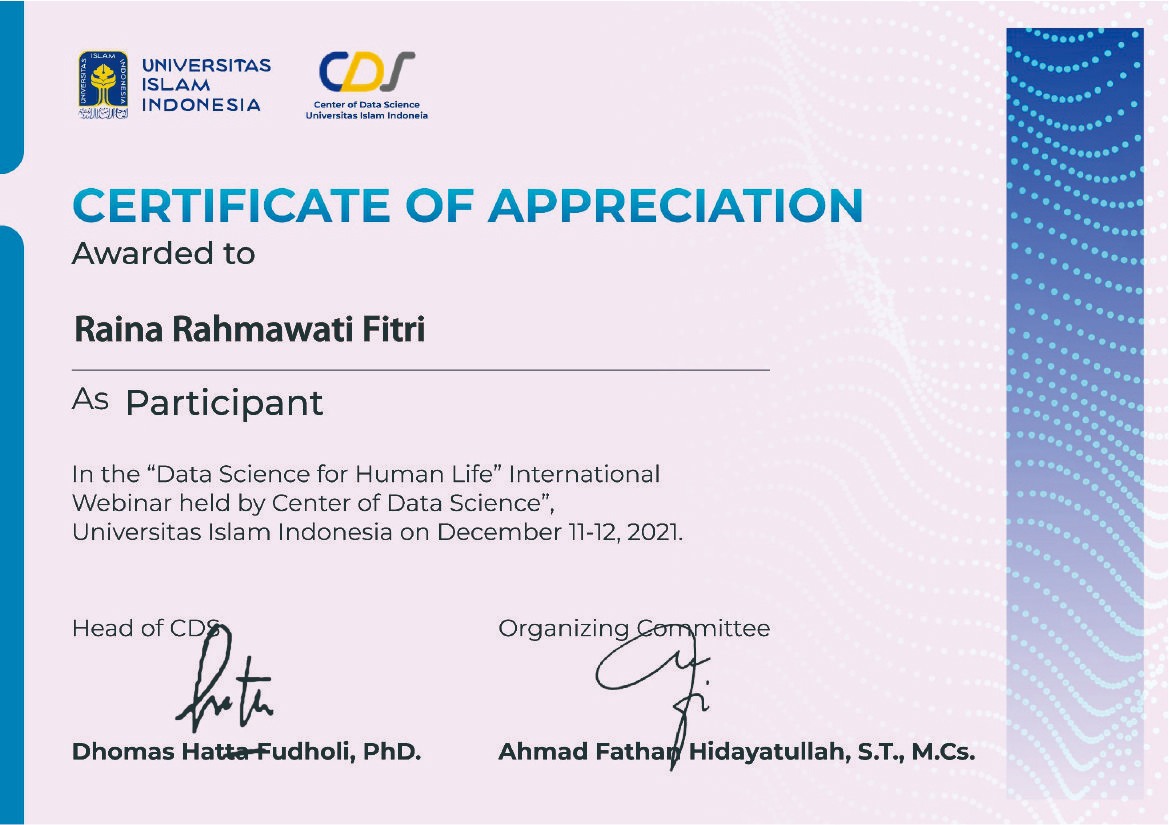 UNIVERSITAS
ISLAM
INDONESIA
ISLAM
UNIVERSITAS
INDONESIA
CDS
Center of Data Science
Universitas Islam Indoneia
CERTIFICATE OF APPRECIATION
Awarded to
Raina Rahmawati Fitri
As Participant
In the “Data Science for Human Life” International
Webinar held by Center of Data Science”,
Universitas Islam Indonesia on December 11-12, 2021.
Head of CDS
Organizing Committee
Dhomas Hatta Fudholi, PhD.
Ahmad Fathan Hidayatullah, S.T., M.Cs.